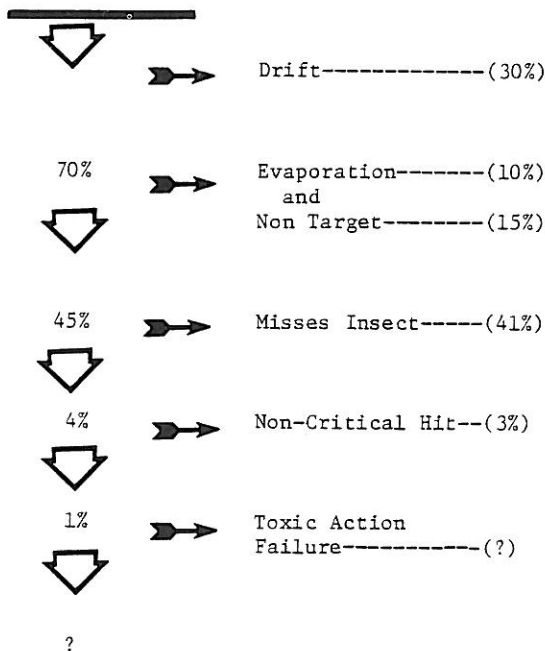 Drift-------------(30%)
70%
Evaporation-------(10%)
and
Non Target--------(15%)
45%
Misses Insect-----(41%)
4%
Non-Critical Hit--(3%)
1%
Toxic Action
Failure-----------(?)
?